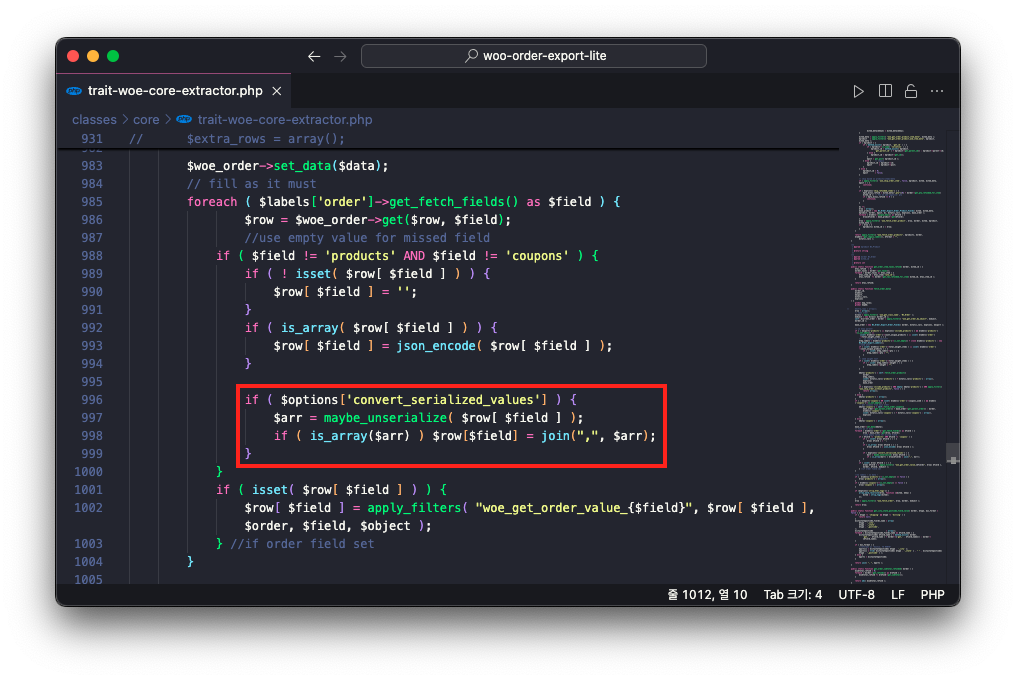 woo-order-export-lite
php trait-woe-core-extractor.php
classes > core > php trait-woe-core-extractor.php
931 // $extra_rows = array();
983 $woe_order->set_data($data);
984 // fill as it must
985 foreach ( $labels['order']->get_fetch_fields() as $field ) {
986 $row = $woe_order->get($row, $field);
987 //use empty value for missed field
988 if ( $field != 'products' AND $field != 'coupons' ) {
989 if ( ! isset( $row[ $field ] ) ) {
990 $row[ $field ] = '';
991 }
992 if ( is_array( $row[ $field ] ) ) {
993 $row[ $field ] = json_encode( $row[ $field ] );
994 }
995
996 if ( $options['convert_serialized_values'] ) {
997 $arr = maybe_unserialize( $row[ $field ] );
998 if ( is_array($arr) ) $row[$field] = join(",", $arr);
999 }
1000 }
1001 if ( isset( $row[ $field ] ) ) {
1002 $row[ $field ] = apply_filters( "woe_get_order_value_{$field}", $row[ $field ],
$order, $field, $object );
1003 } //if order field set
1004 }
1005
줄 1012, 열 10 Tab 크기: 4 UTF-8 LF PHP